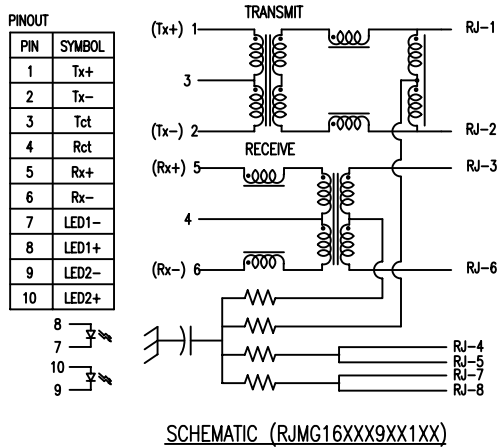 PINOUT
PIN SYMBOL
1 Tx+
2 Tx-
3 Tct
4 Rct
5 Rx+
6 Rx-
7 LED1-
8 LED1+
9 LED2-
10 LED2+
8
7
10
9
TRANSMIT
(Tx+) 1
RJ-1
3
(Tx-) 2
RJ-2
RECEIVE
(Rx+) 5
RJ-3
4
(Rx-) 6
RJ-6
RJ-4
RJ-5
RJ-7
RJ-8
SCHEMATIC (RJMG16XXX9XX1XX)